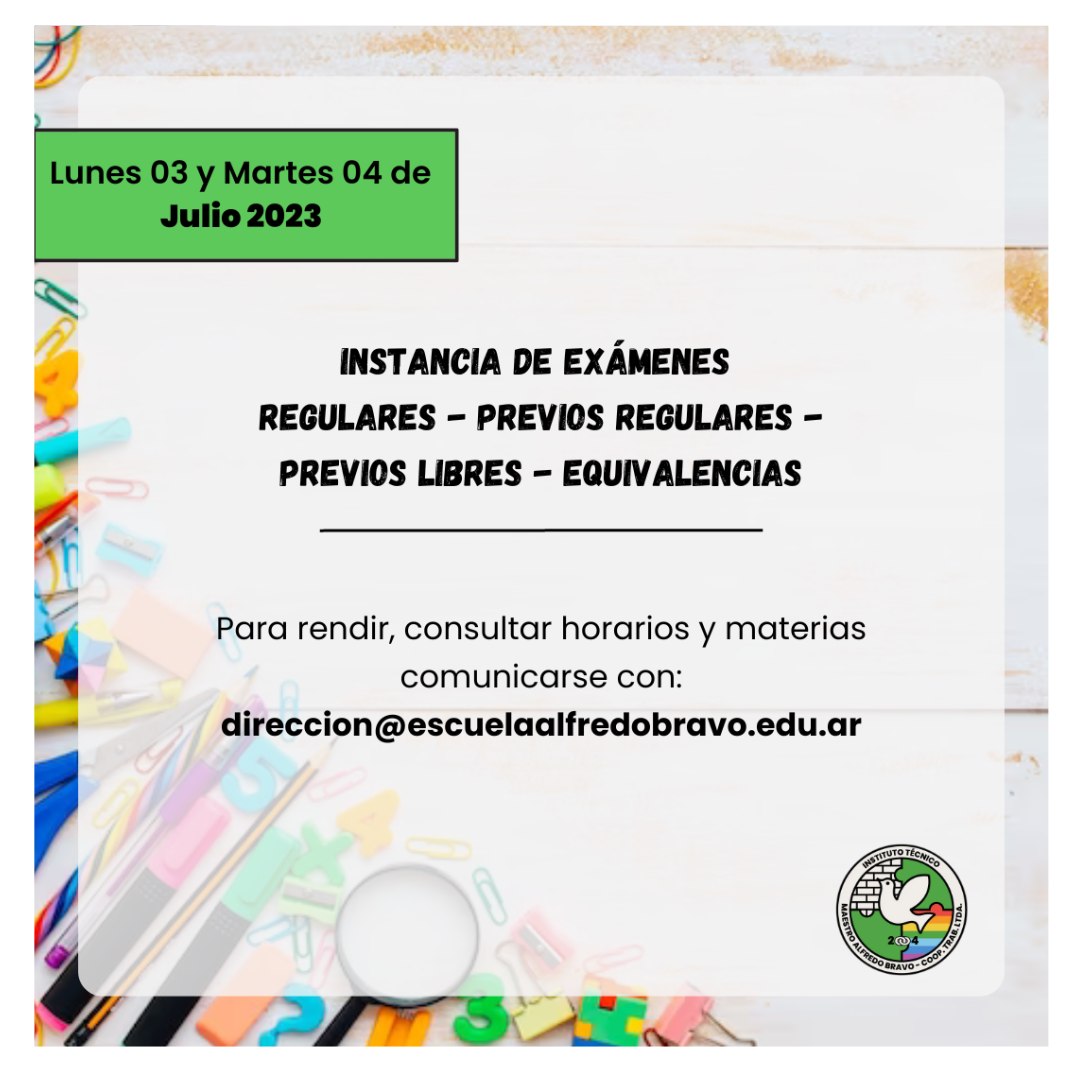 Lunes 03 y Martes 04 de
Julio 2023
INSTANCIA DE EXÁMENES
REGULARES - PREVIOS REGULARES -
PREVIOS LIBRES - EQUIVALENCIAS
Para rendir, consultar horarios y materias
comunicarse con:
direccion@escuelaalfredobravo.edu.ar
INSTITUTO TÉCNICO
MAESTRO ALFREDO BRAVO - COOP. TRAB. LTDA.
2004